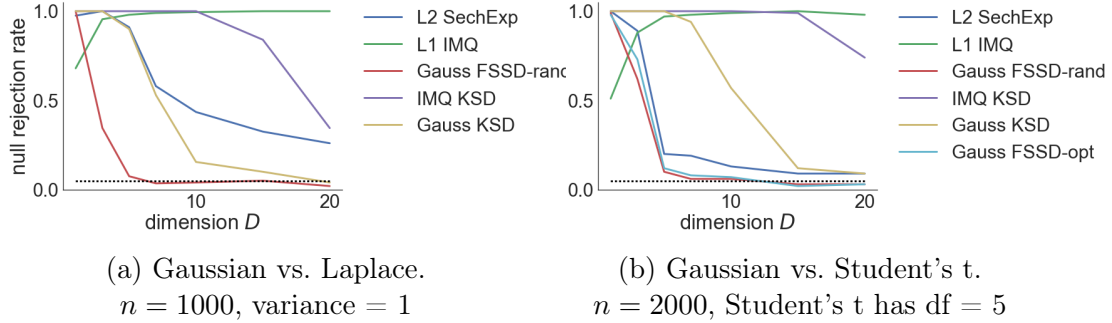 1.0
0.5
0.0
null rejection rate
10
20
dimension D
L2 SechExp
L1 IMQ
Gauss FSSD-rand
IMQ KSD
Gauss KSD
1.0
0.5
0.0
10
20
dimension D
L2 SechExp
L1 IMQ
Gauss FSSD-rand
IMQ KSD
Gauss KSD
Gauss FSSD-opt
(a) Gaussian vs. Laplace.
n = 1000, variance = 1
(b) Gaussian vs. Student's t.
n = 2000, Student's t has df = 5